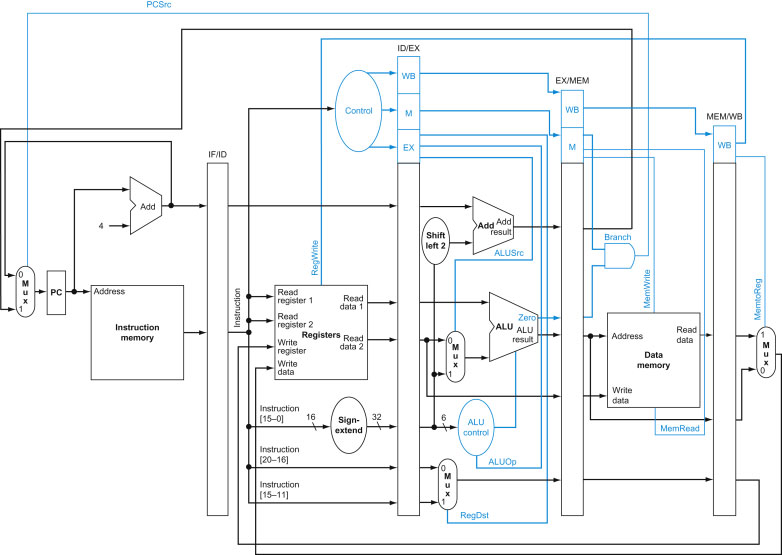 PCSrc
ID/EX
WB
EX/MEM
Control
M
WB
MEM/WB
EX
M
WB
IF/ID
Add
4
Add Add
result
Shift
left 2
RegWrite
ALUSrc
Branch
MemWrite
MemtoReg
0
M
u
x
1
PC
Address
Instruction
memory
Instruction
Read
register 1
Read
register 2
Write
register
Write
data
Registers
Read
data 1
Read
data 2
0
M
u
x
1
Zero
ALU
ALU
result
Address
Write
data
Read
data
Data
memory
1
M
u
x
0
Instruction
[15–0]
16
Sign-
extend
32
6
ALU
control
MemRead
Instruction
[20–16]
ALUOp
Instruction
[15–11]
0
M
u
x
1
RegDst